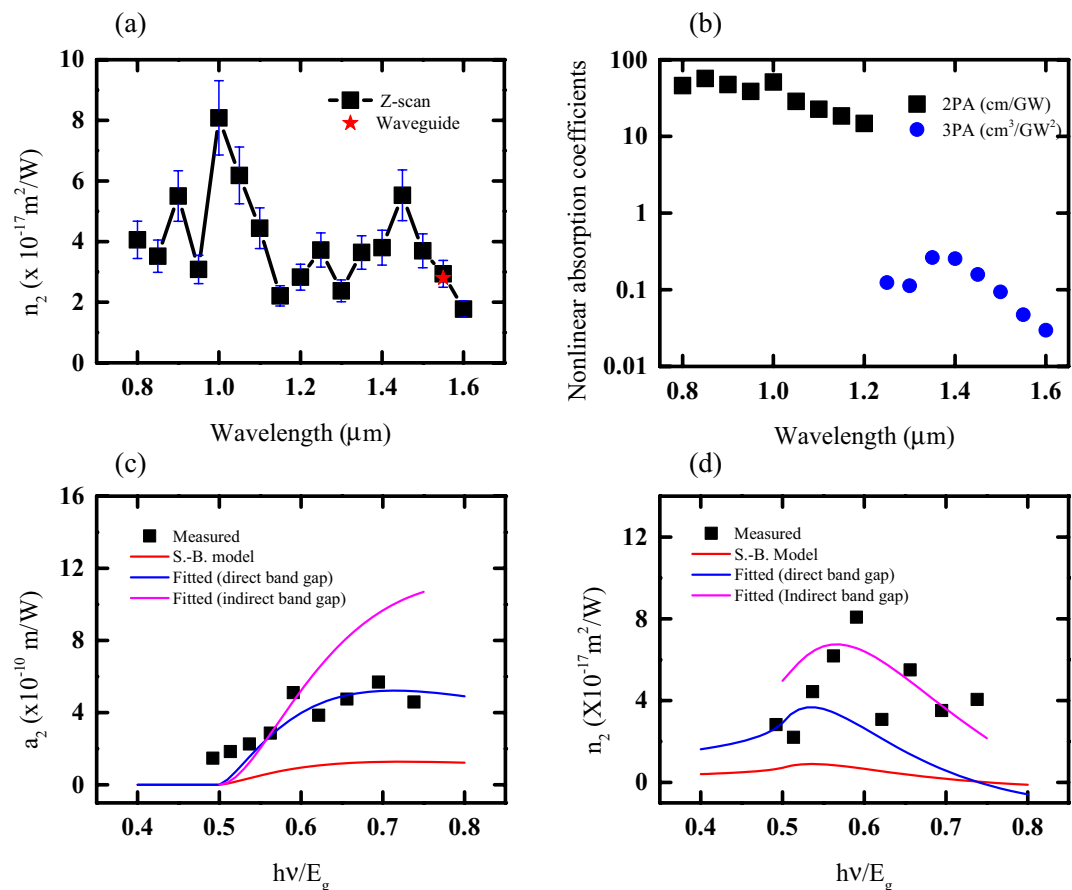 (a)
10
8
6
4
2
0
n2 (x 10-17m2/W)
Z-scan
Waveguide
0.8 1.0 1.2 1.4 1.6
Wavelength (μm)
(b)
100
10
1
0.1
0.01
Nonlinear absorption coefficients
2PA (cm/GW)
3PA (cm3/GW2)
0.8 1.0 1.2 1.4 1.6
Wavelength (μm)
(c)
16
12
8
4
0
a2 (x10-10 m/W)
Measured
S.-B. model
Fitted (direct band gap)
Fitted (indirect band gap)
0.4 0.5 0.6 0.7 0.8
hν/Eg
(d)
12
8
4
0
n2 (X10-17m2/W)
Measured
S.-B. Model
Fitted (direct band gap)
Fitted (Indirect band gap)
0.4 0.5 0.6 0.7 0.8
hν/Eg